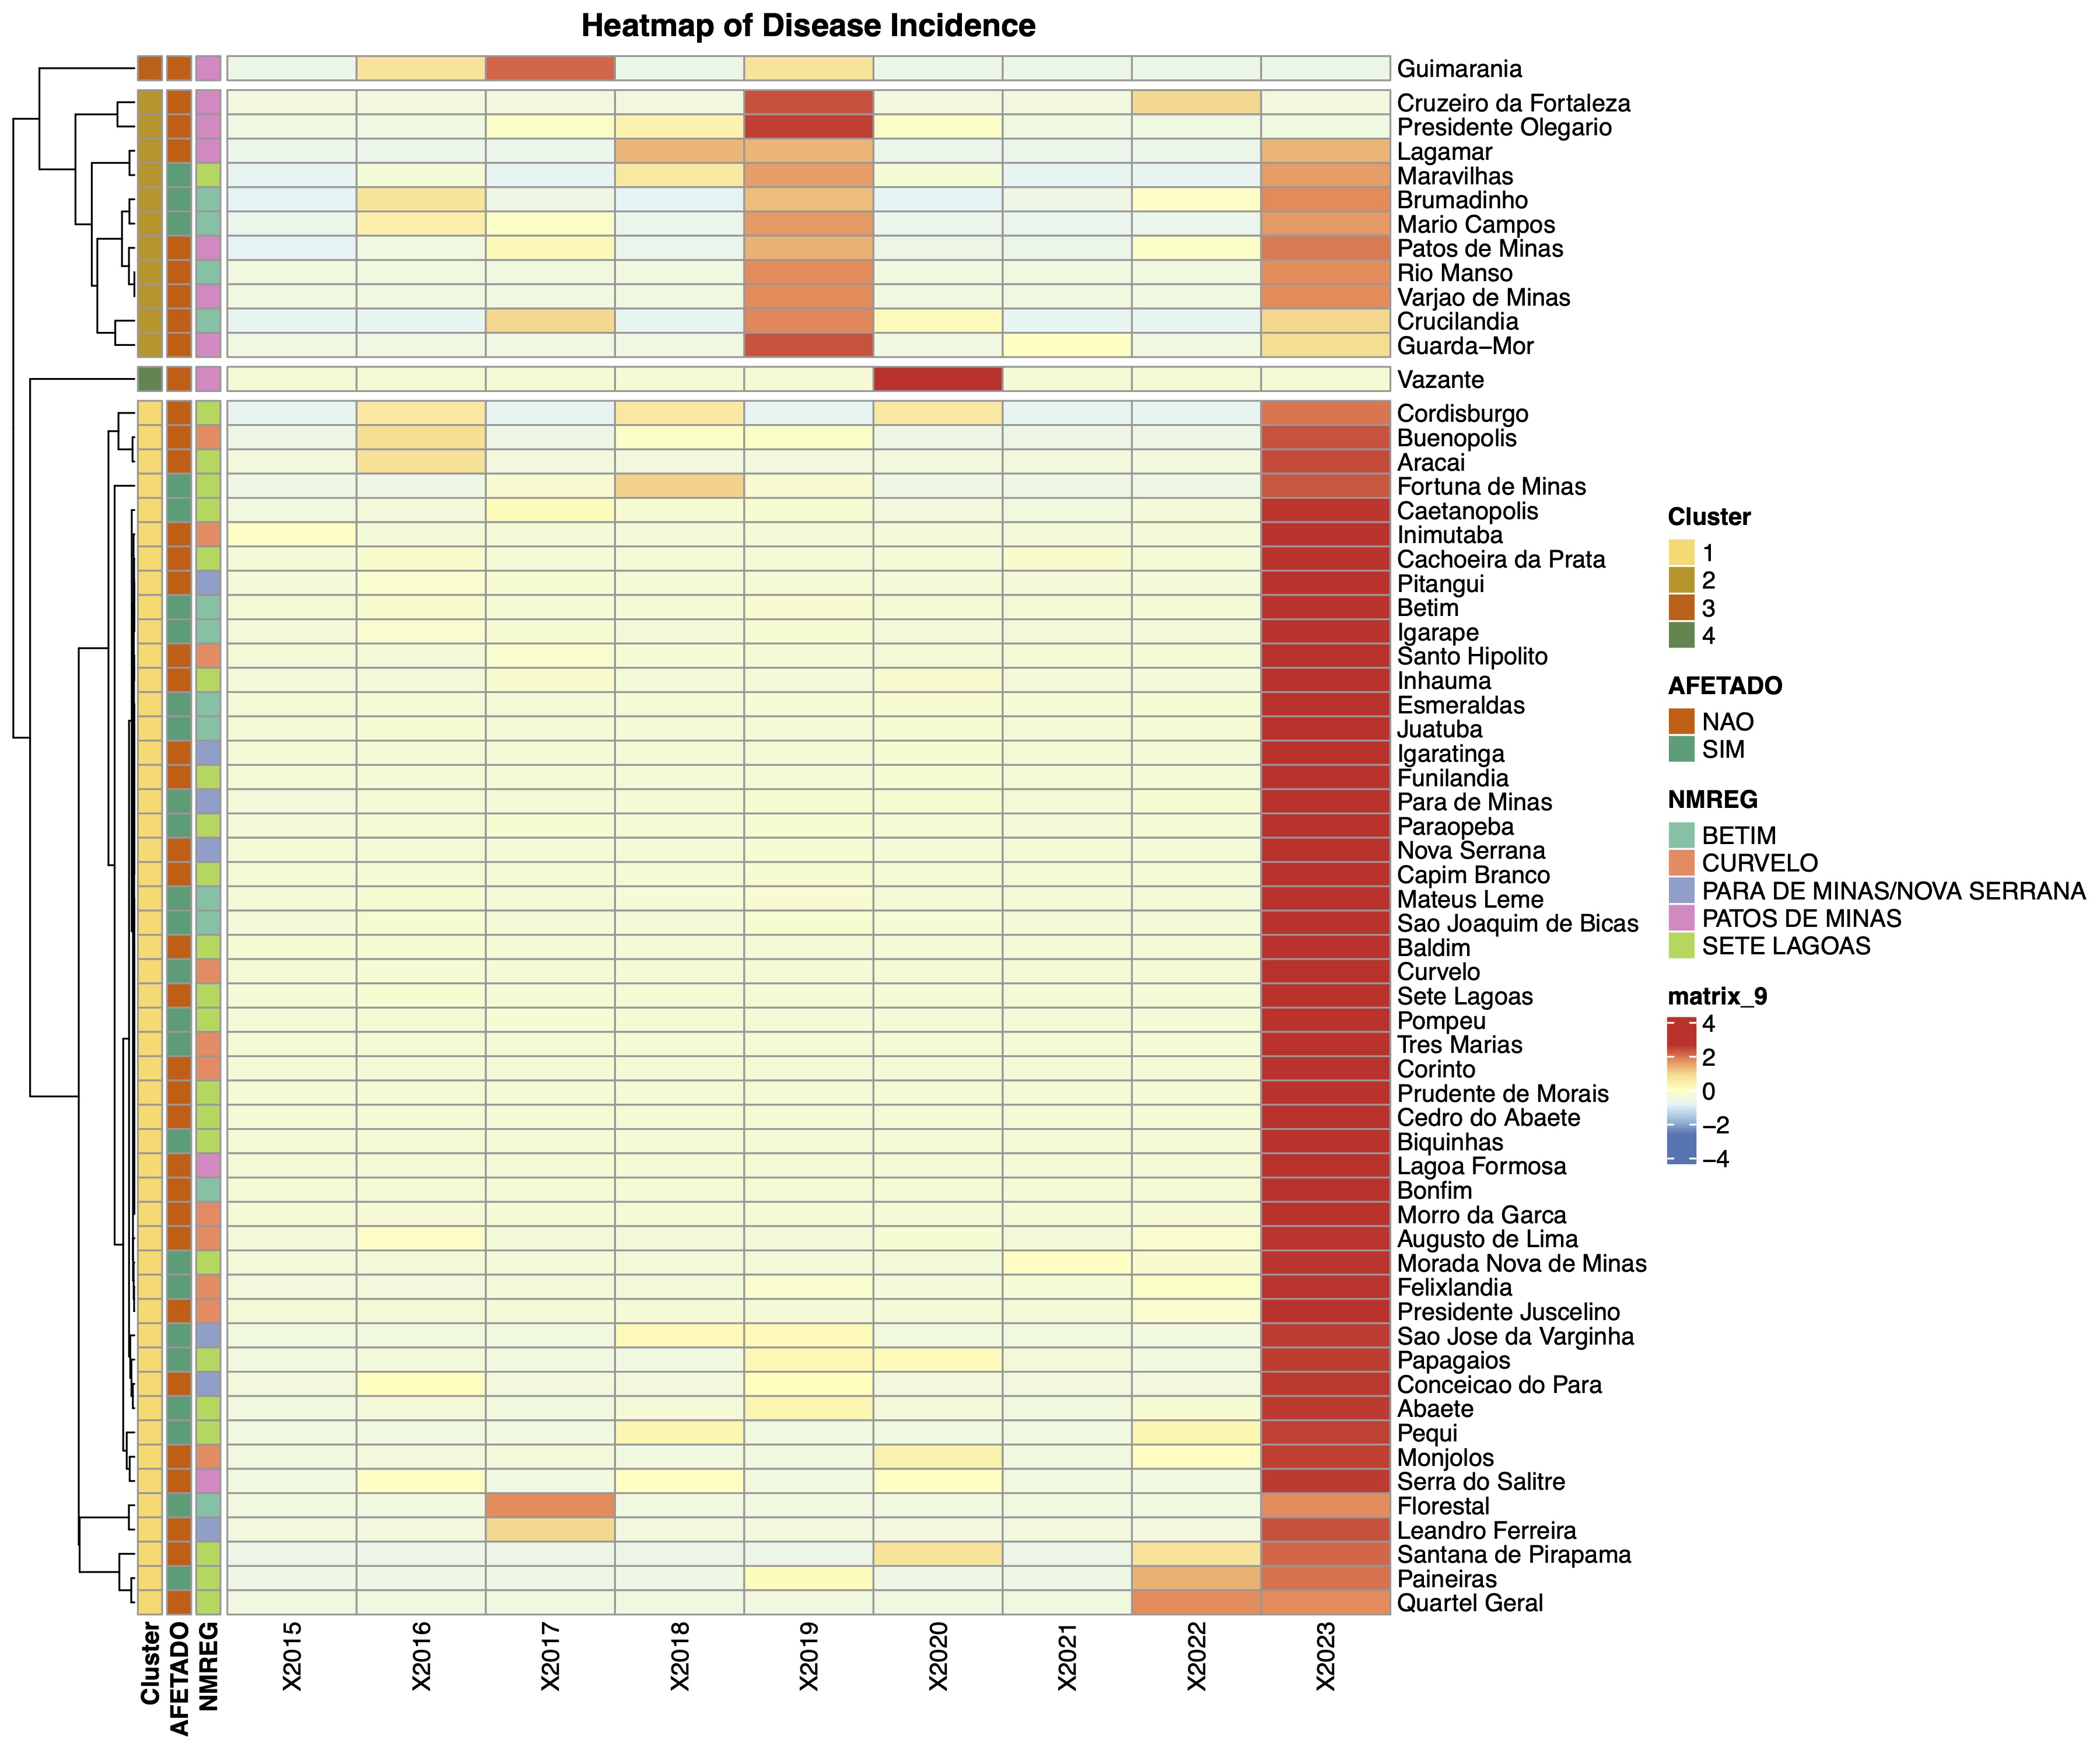 Heatmap of Disease Incidence
Guimarania
Cruzeiro da Fortaleza
Presidente Olegario
Lagamar
Maravilhas
Brumadinho
Mario Campos
Patos de Minas
Rio Manso
Varjao de Minas
Crucilandia
Guarda−Mor
Vazante
Cordisburgo
Buenopolis
Aracai
Fortuna de Minas
Caetanopolis
Inimutaba
Cachoeira da Prata
Pitangui
Betim
Igarape
Santo Hipolito
Inhauma
Esmeraldas
Juatuba
Igaratinga
Funilandia
Para de Minas
Paraopeba
Nova Serrana
Capim Branco
Mateus Leme
Sao Joaquim de Bicas
Baldim
Curvelo
Sete Lagoas
Pompeu
Tres Marias
Corinto
Prudente de Morais
Cedro do Abaete
Biquinhas
Lagoa Formosa
Bonfim
Morro da Garca
Augusto de Lima
Morada Nova de Minas
Felixlandia
Presidente Juscelino
Sao Jose da Varginha
Papagaios
Conceicao do Para
Abaete
Pequi
Monjolos
Serra do Salitre
Florestal
Leandro Ferreira
Santana de Pirapama
Paineiras
Quartel Geral
Cluster
AFETADO
NMREG
X2015
X2016
X2017
X2018
X2019
X2020
X2021
X2022
X2023
Cluster
1
2
3
4
AFETADO
NAO
SIM
NMREG
BETIM
CURVELO
PARA DE MINAS/NOVA SERRANA
PATOS DE MINAS
SETE LAGOAS
matrix_9
4
2
0
−2
−4